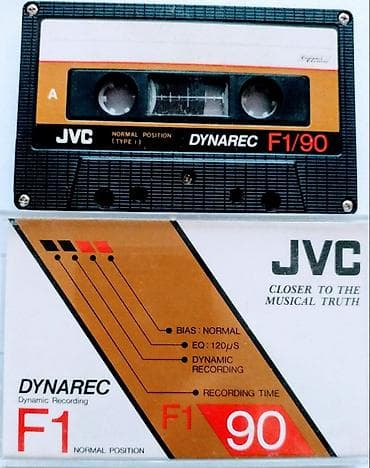 A
JVC
NORMAL POSITION
(TYPE I)
DYNAREC
F1/90
JVC
CLOSER TO THE
MUSICAL TRUTH
BIAS: NORMAL
EQ: 120μS
DYNAMIC
RECORDING
RECORDING TIME
DYNAREC
Dynamic Recording
F1
NORMAL POSITION
F1
90